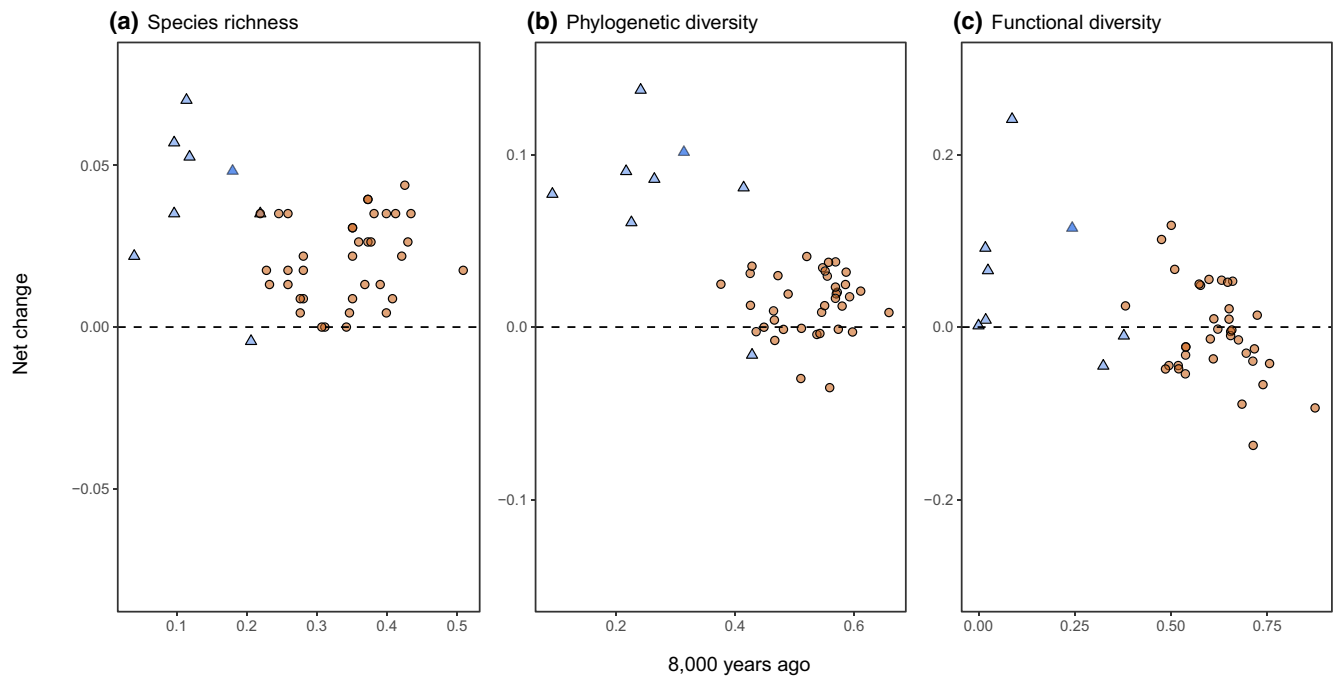 (a) Species richness
(b) Phylogenetic diversity
(c) Functional diversity
Net change
0.05
0.00
−0.05
0.1 0.2 0.3 0.4 0.5
0.1
0.0
−0.1
0.2 0.4 0.6
0.2
0.0
−0.2
0.00 0.25 0.50 0.75
8,000 years ago